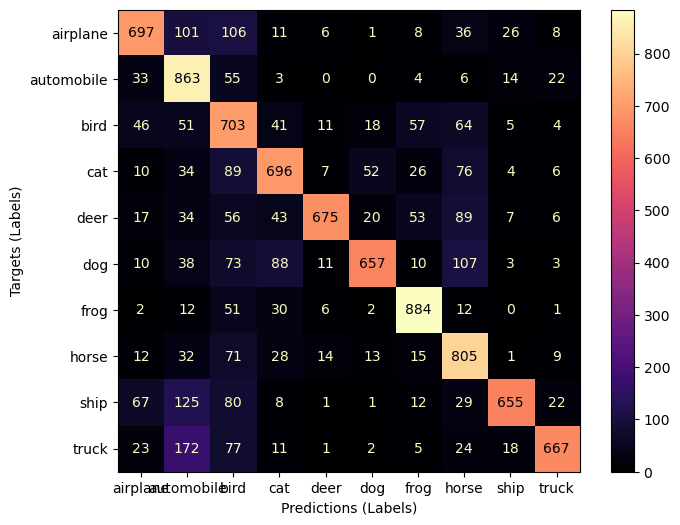 airplane 697 101 106 11 6 1 8 36 26 8
automobile 33 863 55 3 0 0 4 6 14 22
bird 46 51 703 41 11 18 57 64 5 4
cat 10 34 89 696 7 52 26 76 4 6
deer 17 34 56 43 675 20 53 89 7 6
dog 10 38 73 88 11 657 10 107 3 3
frog 2 12 51 30 6 2 884 12 0 1
horse 12 32 71 28 14 13 15 805 1 9
ship 67 125 80 8 1 1 12 29 655 22
truck 23 172 77 11 1 2 5 24 18 667
airplane automobile bird cat deer dog frog horse ship truck
Predictions (Labels)
Targets (Labels)
800
700
600
500
400
300
200
100
0